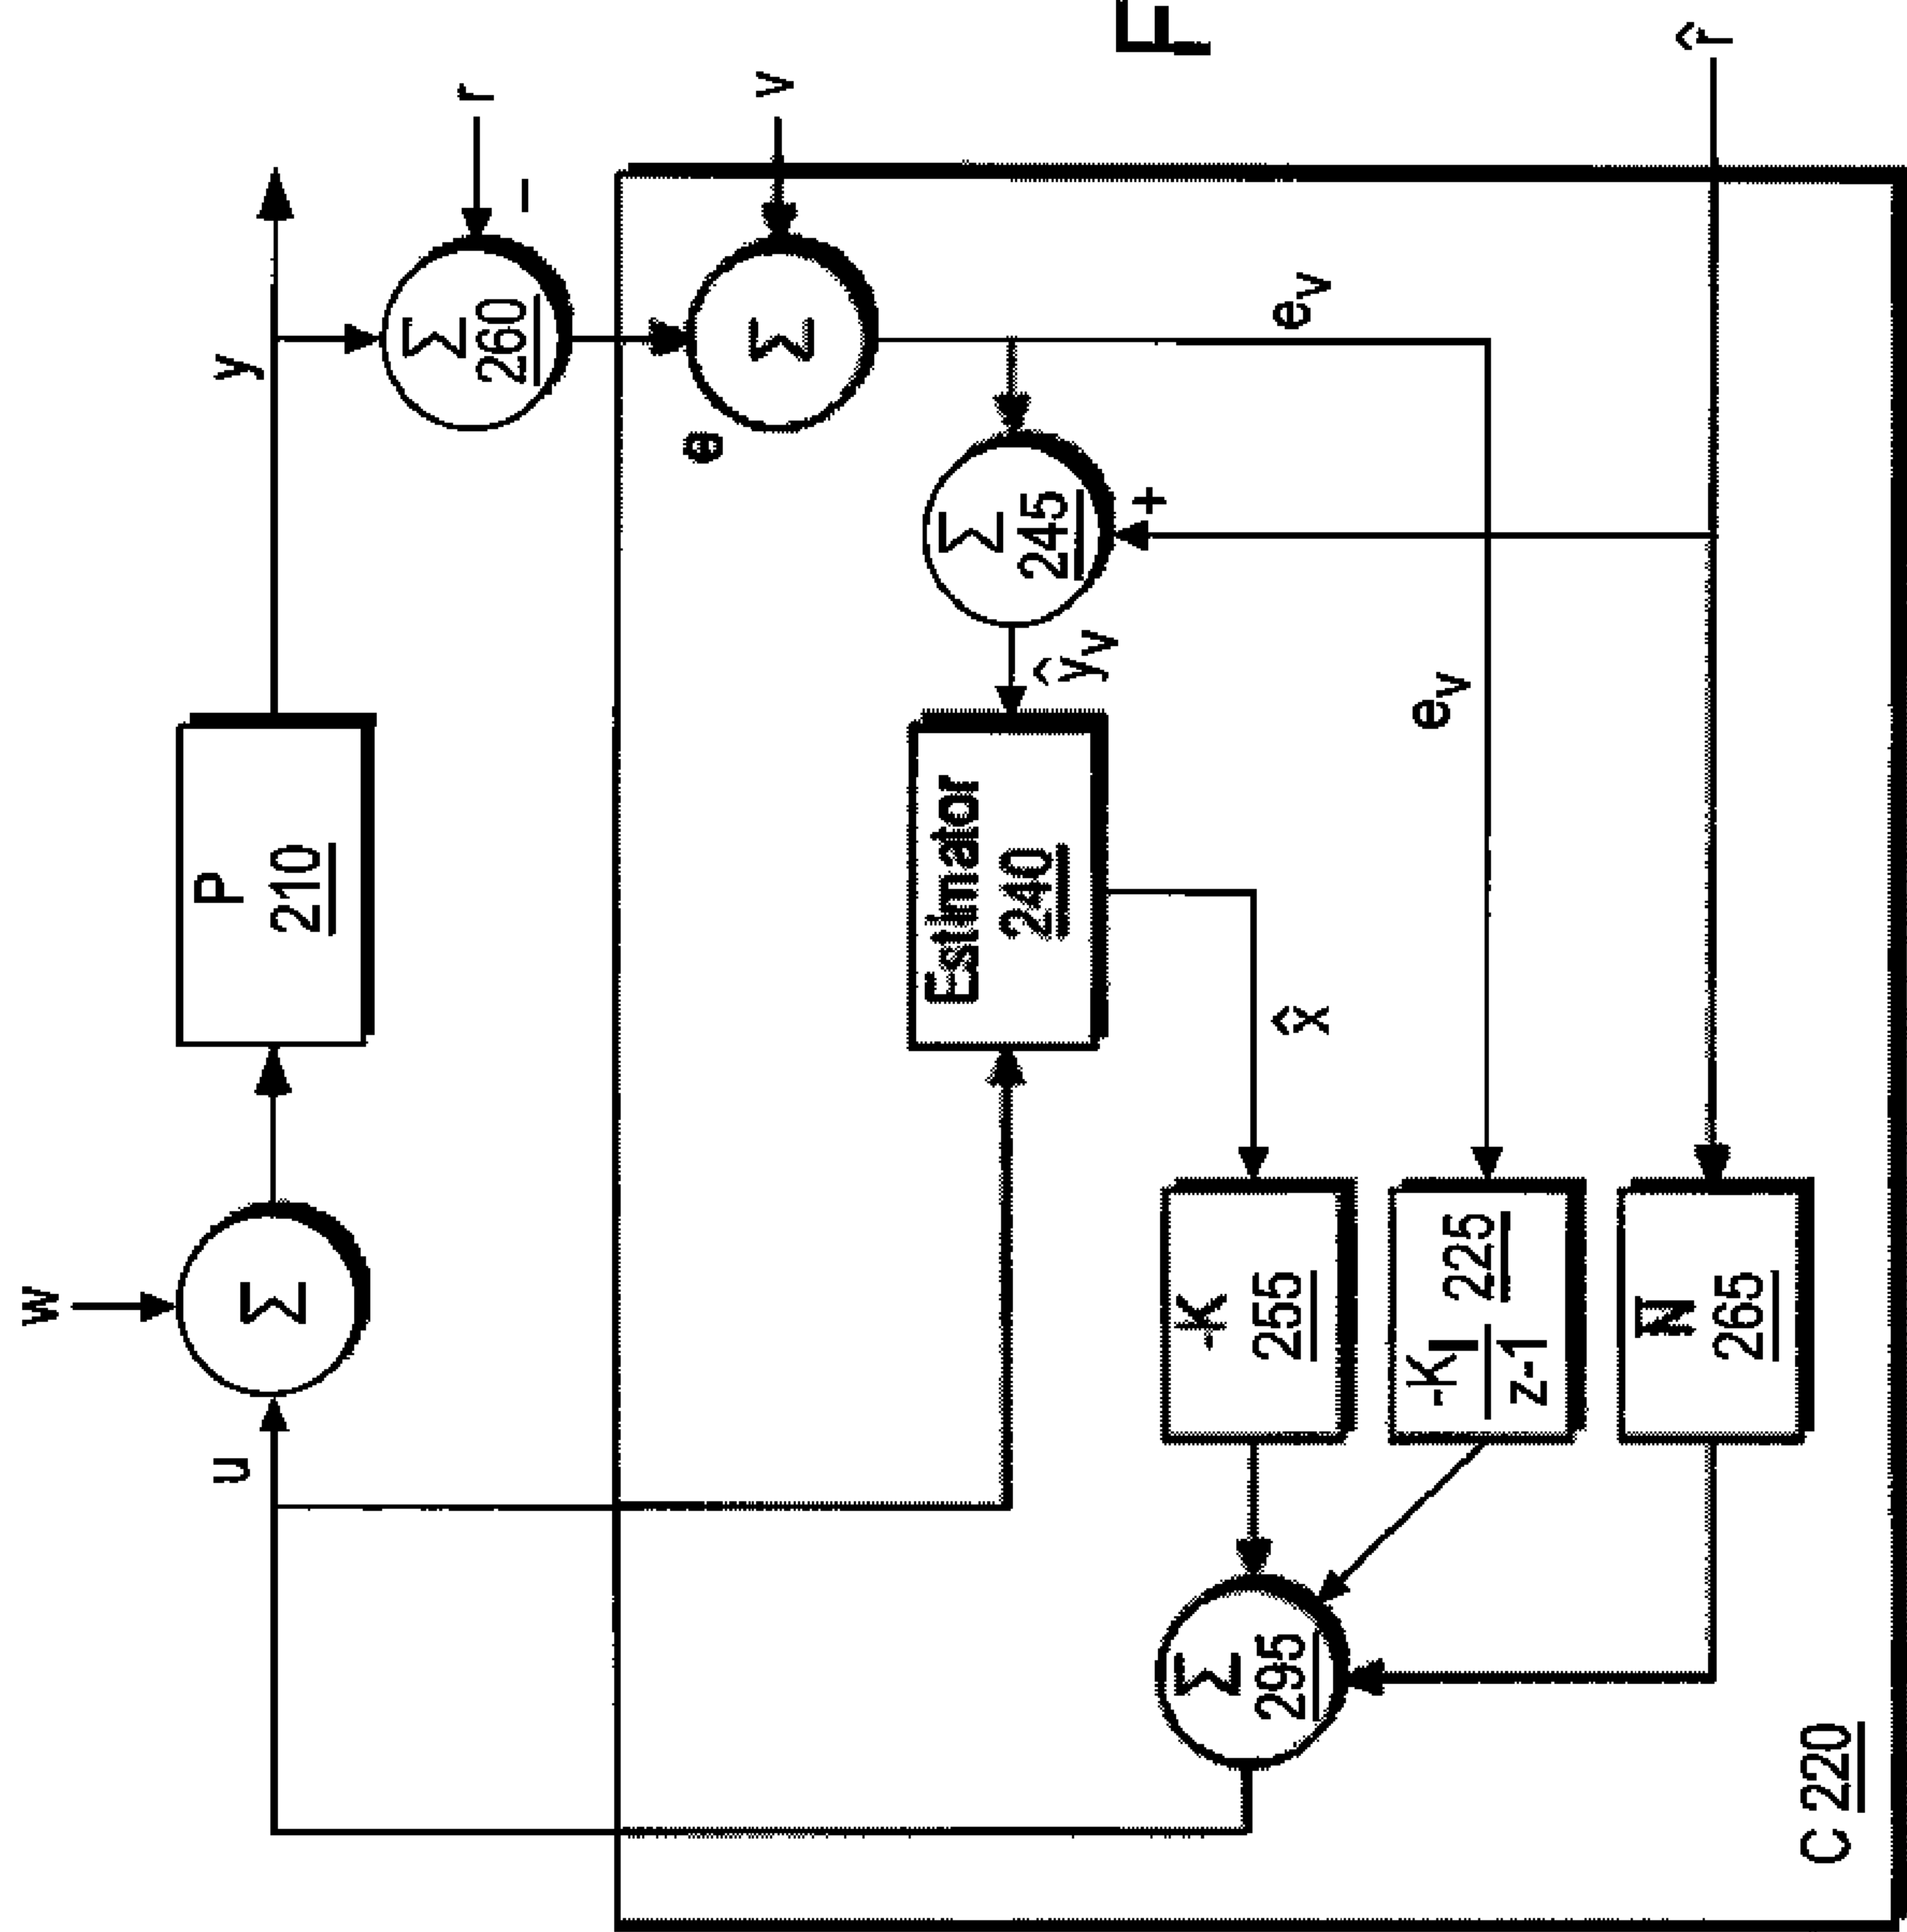 w
u
Σ
P
210
y
Σ
260
r
–
e
Σ
v
Estimator
240
Σ
245
ŷ_v
+
-K
255
Σ
295
x̂
e_v
-K_I 225
z-1
e_v
N̄
265
r̂
C 220